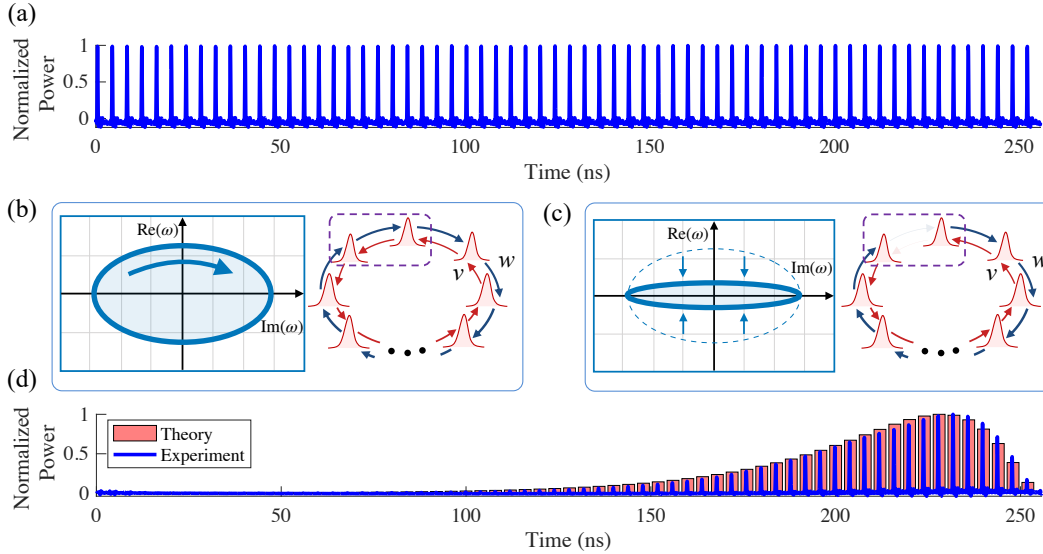 (a)
Normalized
Power
1
0.5
0
0 50 100 150 200 250
Time (ns)
(b)
Re(ω)
Im(ω)
v
w
(c)
Re(ω)
Im(ω)
v
w
(d)
Normalized
Power
1
0.5
0
Theory
Experiment
0 50 100 150 200 250
Time (ns)